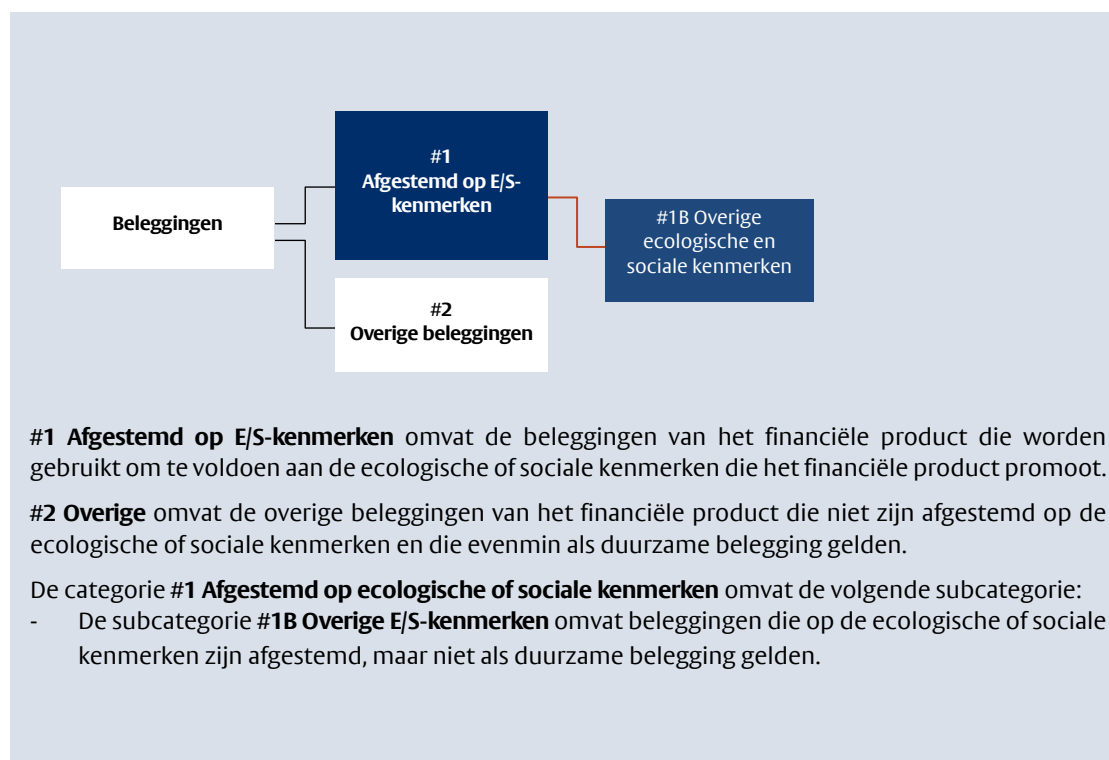 #1
Afgestemd op E/S-
kenmerken
Beleggingen
#1B Overige
ecologische en
sociale kenmerken
#2
Overige beleggingen
#1 Afgestemd op E/S-kenmerken omvat de beleggingen van het financiële product die worden
gebruikt om te voldoen aan de ecologische of sociale kenmerken die het financiële product promoot.
#2 Overige omvat de overige beleggingen van het financiële product die niet zijn afgestemd op de
ecologische of sociale kenmerken en die evenmin als duurzame belegging gelden.
De categorie #1 Afgestemd op ecologische of sociale kenmerken omvat de volgende subcategorie:
- De subcategorie #1B Overige E/S-kenmerken omvat beleggingen die op de ecologische of sociale
kenmerken zijn afgestemd, maar niet als duurzame belegging gelden.